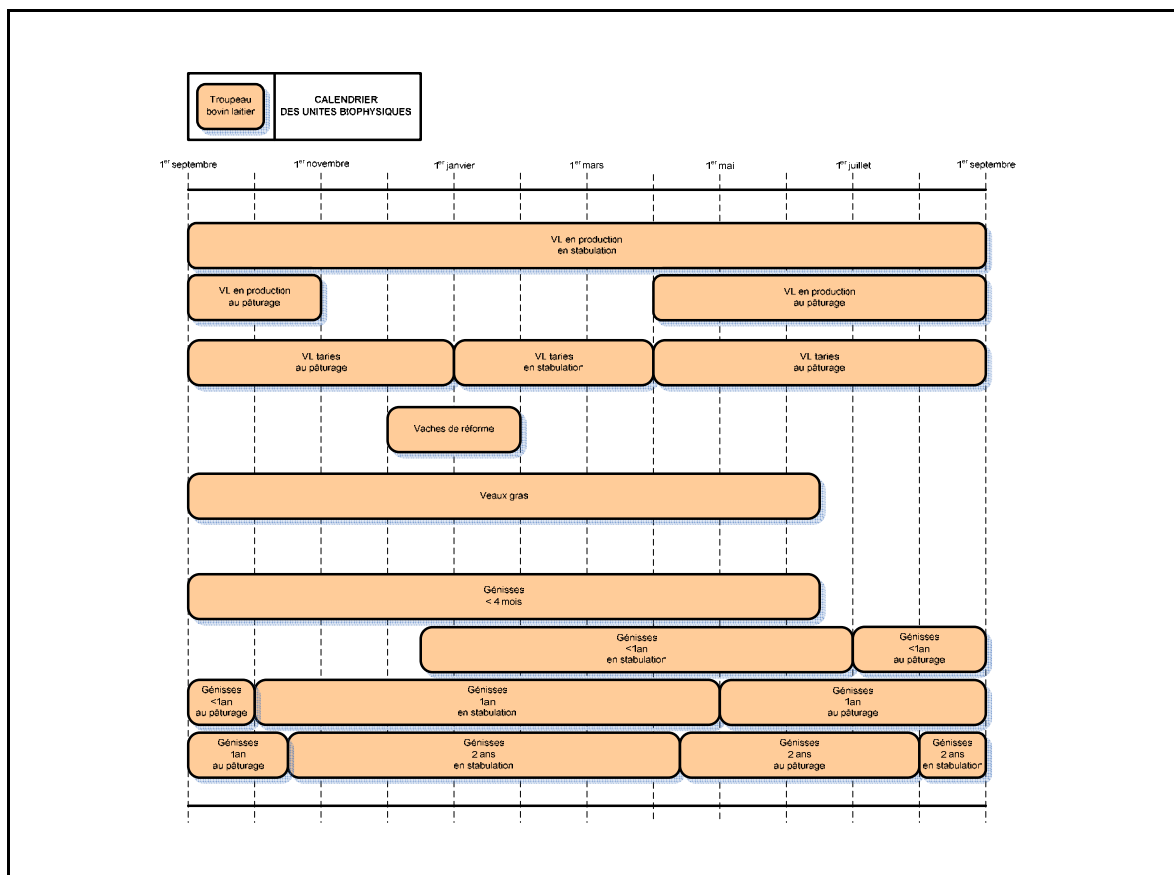 Troupeau
bovin laitier
CALENDRIER
DES UNITES BIOPHYSIQUES
1er septembre
1er novembre
1er janvier
1er mars
1er mai
1er juillet
1er septembre
VL en production
en stabulation
VL en production
au pâturage
VL en production
au pâturage
VL taries
au pâturage
VL taries
en stabulation
VL taries
au pâturage
Vaches de réforme
Veaux gras
Génisses
< 4 mois
Génisses
<1an
en stabulation
Génisses
<1an
au pâturage
Génisses
<1an
au pâturage
Génisses
1an
en stabulation
Génisses
1an
au pâturage
Génisses
1an
au pâturage
Génisses
2 ans
en stabulation
Génisses
2 ans
au pâturage
Génisses
2 ans
en stabulation